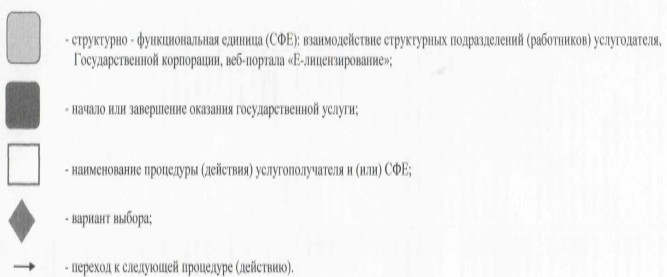 - структурно - функциональная единица (СФЕ): взаимодействие структурных подразделений (работников) услугодателя,
Государственной корпорации, веб-портала «Е-лицензирование»;
- начало или завершение оказания государственной услуги;
- наименование процедуры (действия) услугополучателя и (или) СФЕ;
- вариант выбора;
- переход к следующей процедуре (действию).